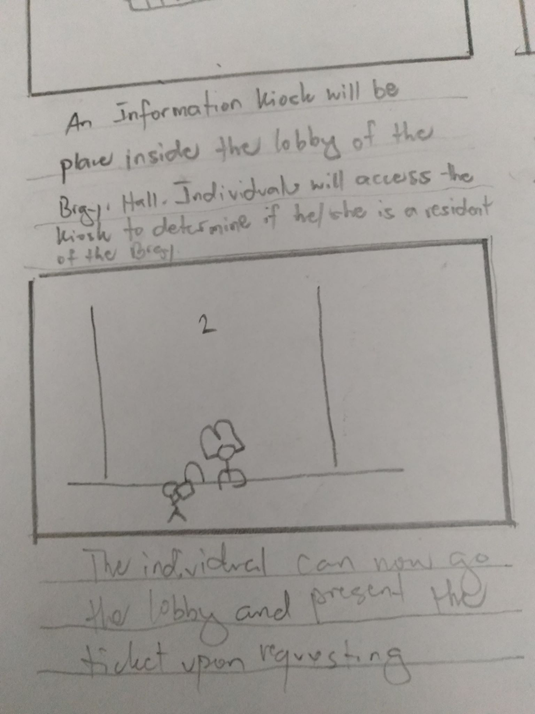 An Information Kiosk will be
place inside the lobby of the
Brgy. Hall. Individuals will access the
Kiosk to determine if he/she is a resident
of the Brgy.
2
The individual can now go
the lobby and present the
ticket upon requesting